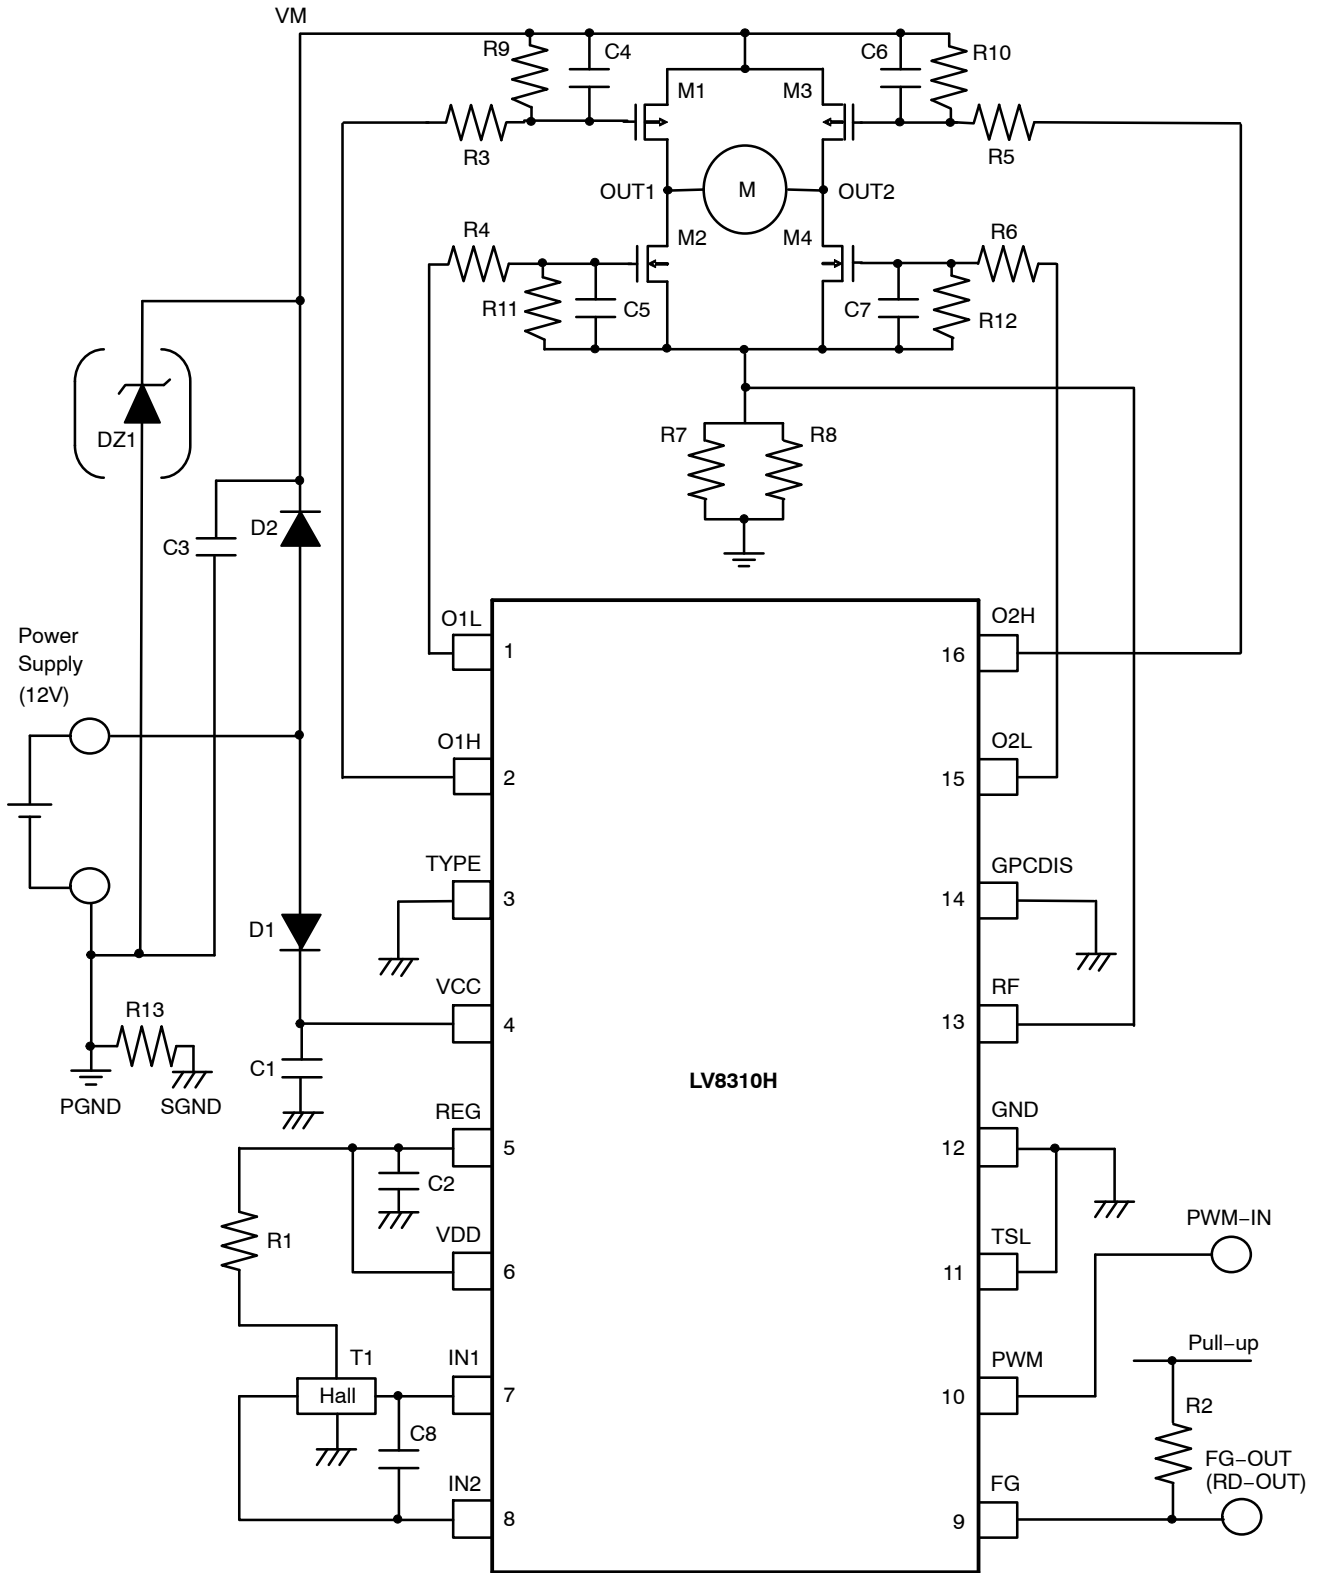 VM
R9
C4
C6
R10
M1
M3
R3
R5
OUT1
M
OUT2
R4
M2
M4
R6
R11
C5
C7
R12
DZ1
R7
R8
D2
C3
O1L
O2H
Power
Supply
(12V)
1
16
O1H
O2L
2
15
TYPE
GPCDIS
3
14
D1
VCC
RF
R13
4
13
C1
LV8310H
PGND
SGND
REG
GND
5
12
C2
PWM−IN
R1
VDD
TSL
6
11
Pull−up
T1
IN1
PWM
Hall
7
10
R2
C8
FG−OUT
(RD−OUT)
IN2
FG
8
9